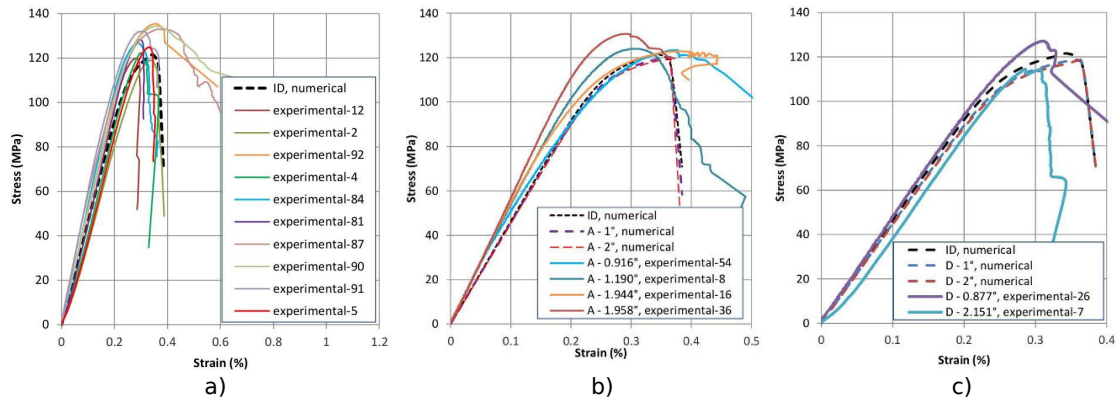 140
120
100
80
60
40
20
0
Stress (MPa)
0
0.2
0.4
0.6
0.8
1
1.2
Strain (%)
ID, numerical
experimental-12
experimental-2
experimental-92
experimental-4
experimental-84
experimental-81
experimental-87
experimental-90
experimental-91
experimental-5
a)
140
120
100
80
60
40
20
0
Stress (MPa)
0
0.1
0.2
0.3
0.4
0.5
Strain (%)
ID, numerical
A - 1°, numerical
A - 2°, numerical
A - 0.916°, experimental-54
A - 1.190°, experimental-8
A - 1.944°, experimental-16
A - 1.958°, experimental-36
b)
140
120
100
80
60
40
20
0
Stress (MPa)
0
0.1
0.2
0.3
0.4
Strain (%)
ID, numerical
D - 1°, numerical
D - 2°, numerical
D - 0.877°, experimental-26
D - 2.151°, experimental-7
c)